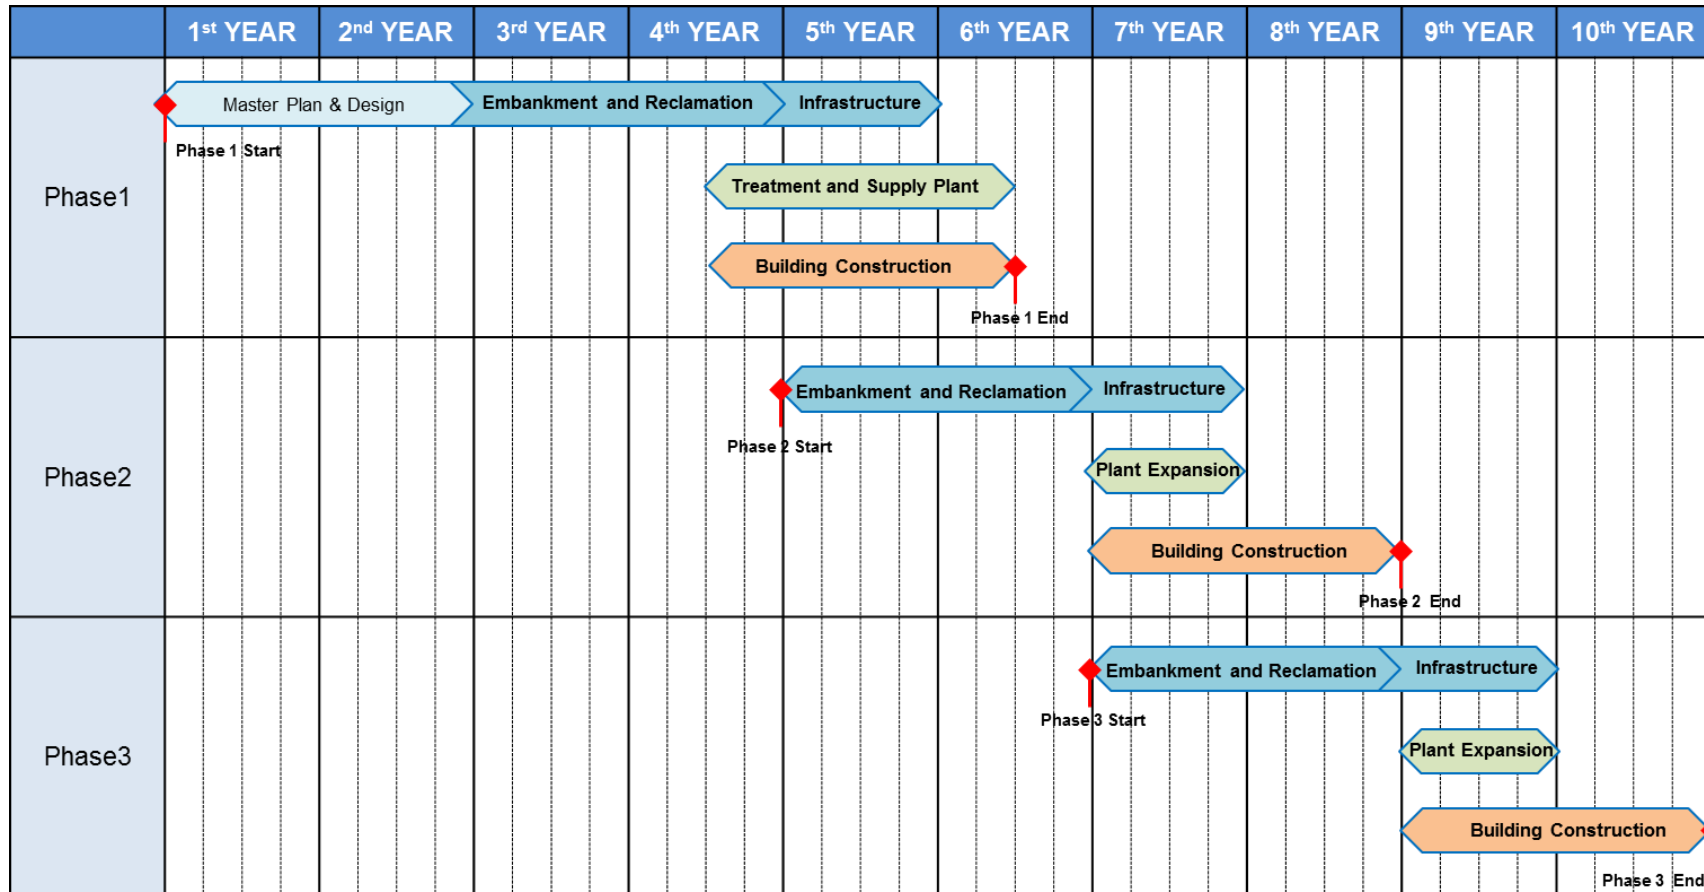 1st YEAR 2nd YEAR 3rd YEAR 4th YEAR 5th YEAR 6th YEAR 7th YEAR 8th YEAR 9th YEAR 10th YEAR
Phase1
Master Plan & Design
Embankment and Reclamation
Infrastructure
Phase 1 Start
Treatment and Supply Plant
Building Construction
Phase 1 End
Phase2
Embankment and Reclamation
Infrastructure
Phase 2 Start
Plant Expansion
Building Construction
Phase 2 End
Phase3
Embankment and Reclamation
Infrastructure
Phase 3 Start
Plant Expansion
Building Construction
Phase 3 End